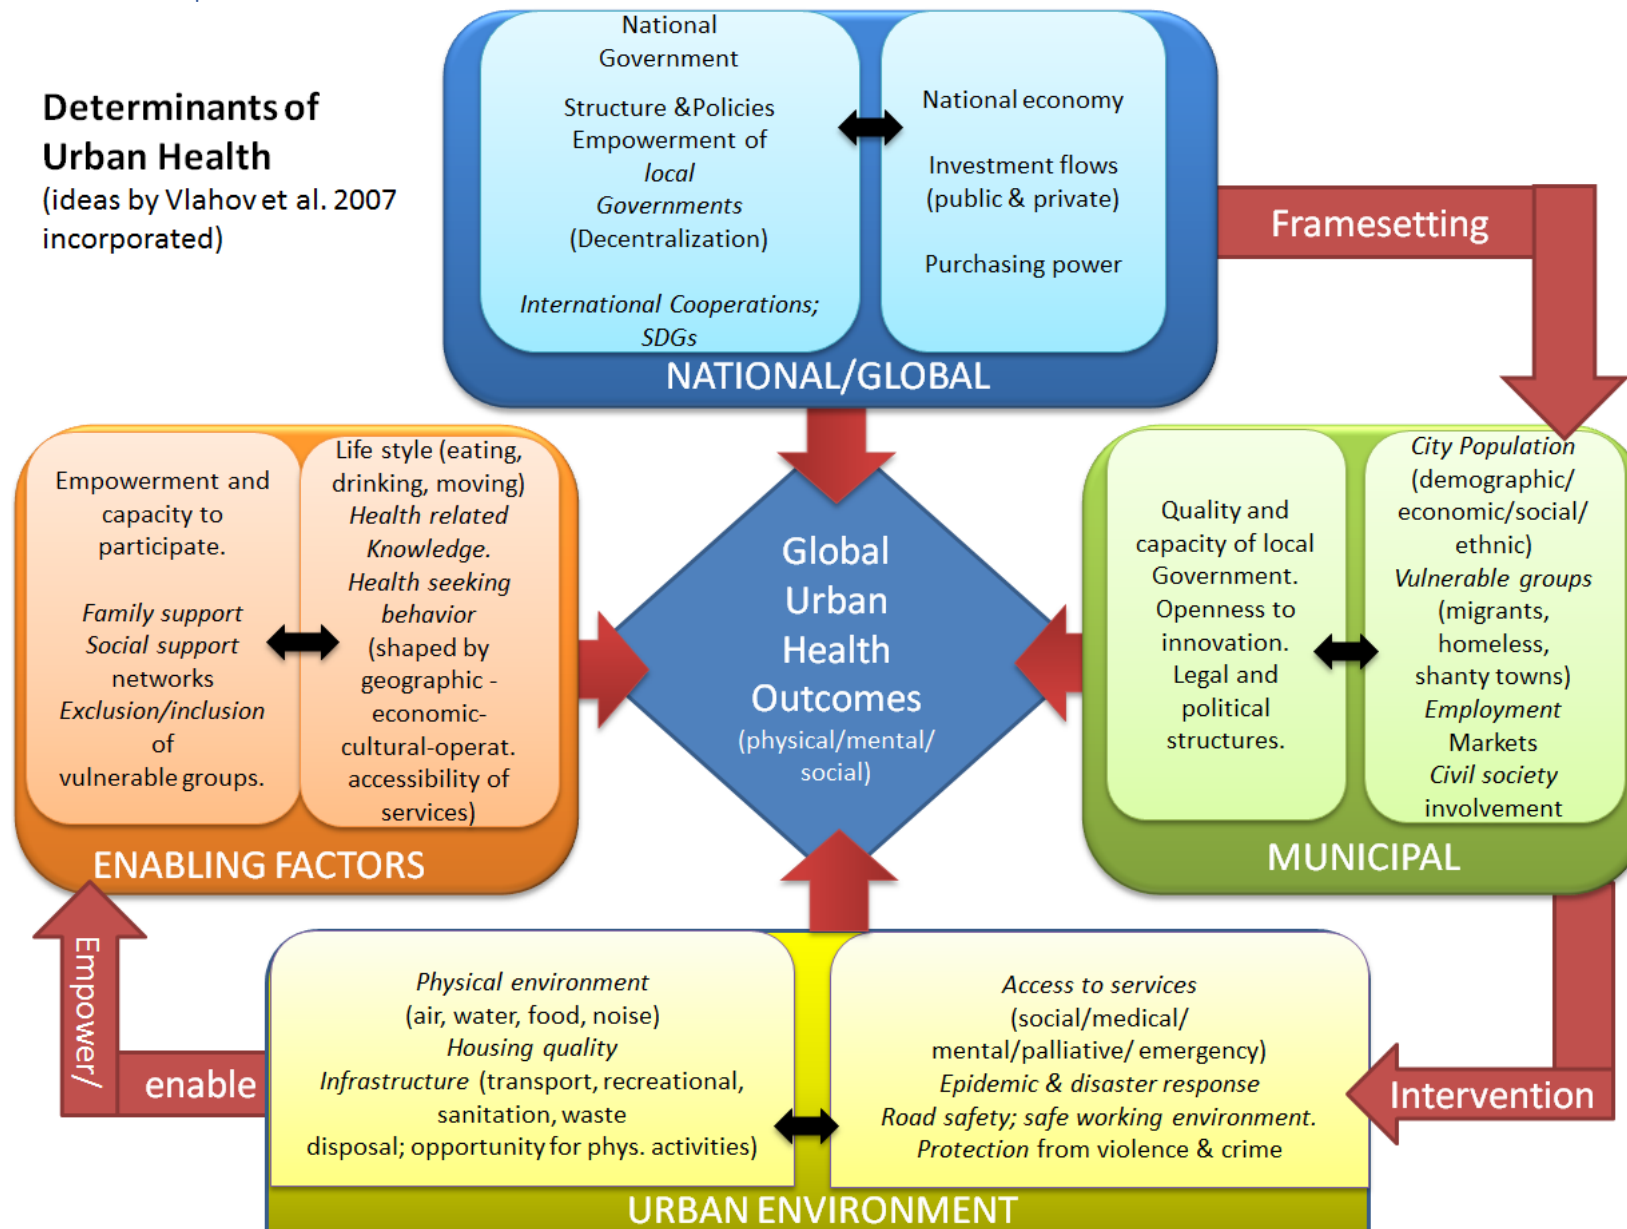 Determinants of
Urban Health
(ideas by Vlahov et al. 2007
incorporated)
National
Government
Structure &Policies
Empowerment of
local
Governments
(Decentralization)
International Cooperations;
SDGs
National economy
Investment flows
(public & private)
Purchasing power
NATIONAL/GLOBAL
Framesetting
Empowerment and
capacity to
participate.
Family support
Social support
networks
Exclusion/inclusion
of
vulnerable groups.
Life style (eating,
drinking, moving)
Health related
Knowledge.
Health seeking
behavior
(shaped by
geographic -
economic-
cultural-operat.
accessibility of
services)
ENABLING FACTORS
Global
Urban
Health
Outcomes
(physical/mental/
social)
Quality and
capacity of local
Government.
Openness to
innovation.
Legal and
political
structures.
City Population
(demographic/
economic/social/
ethnic)
Vulnerable groups
(migrants,
homeless,
shanty towns)
Employment
Markets
Civil society
involvement
MUNICIPAL
Empower/
enable
Physical environment
(air, water, food, noise)
Housing quality
Infrastructure (transport, recreational,
sanitation, waste
disposal; opportunity for phys. activities)
Access to services
(social/medical/
mental/palliative/ emergency)
Epidemic & disaster response
Road safety; safe working environment.
Protection from violence & crime
Intervention
URBAN ENVIRONMENT